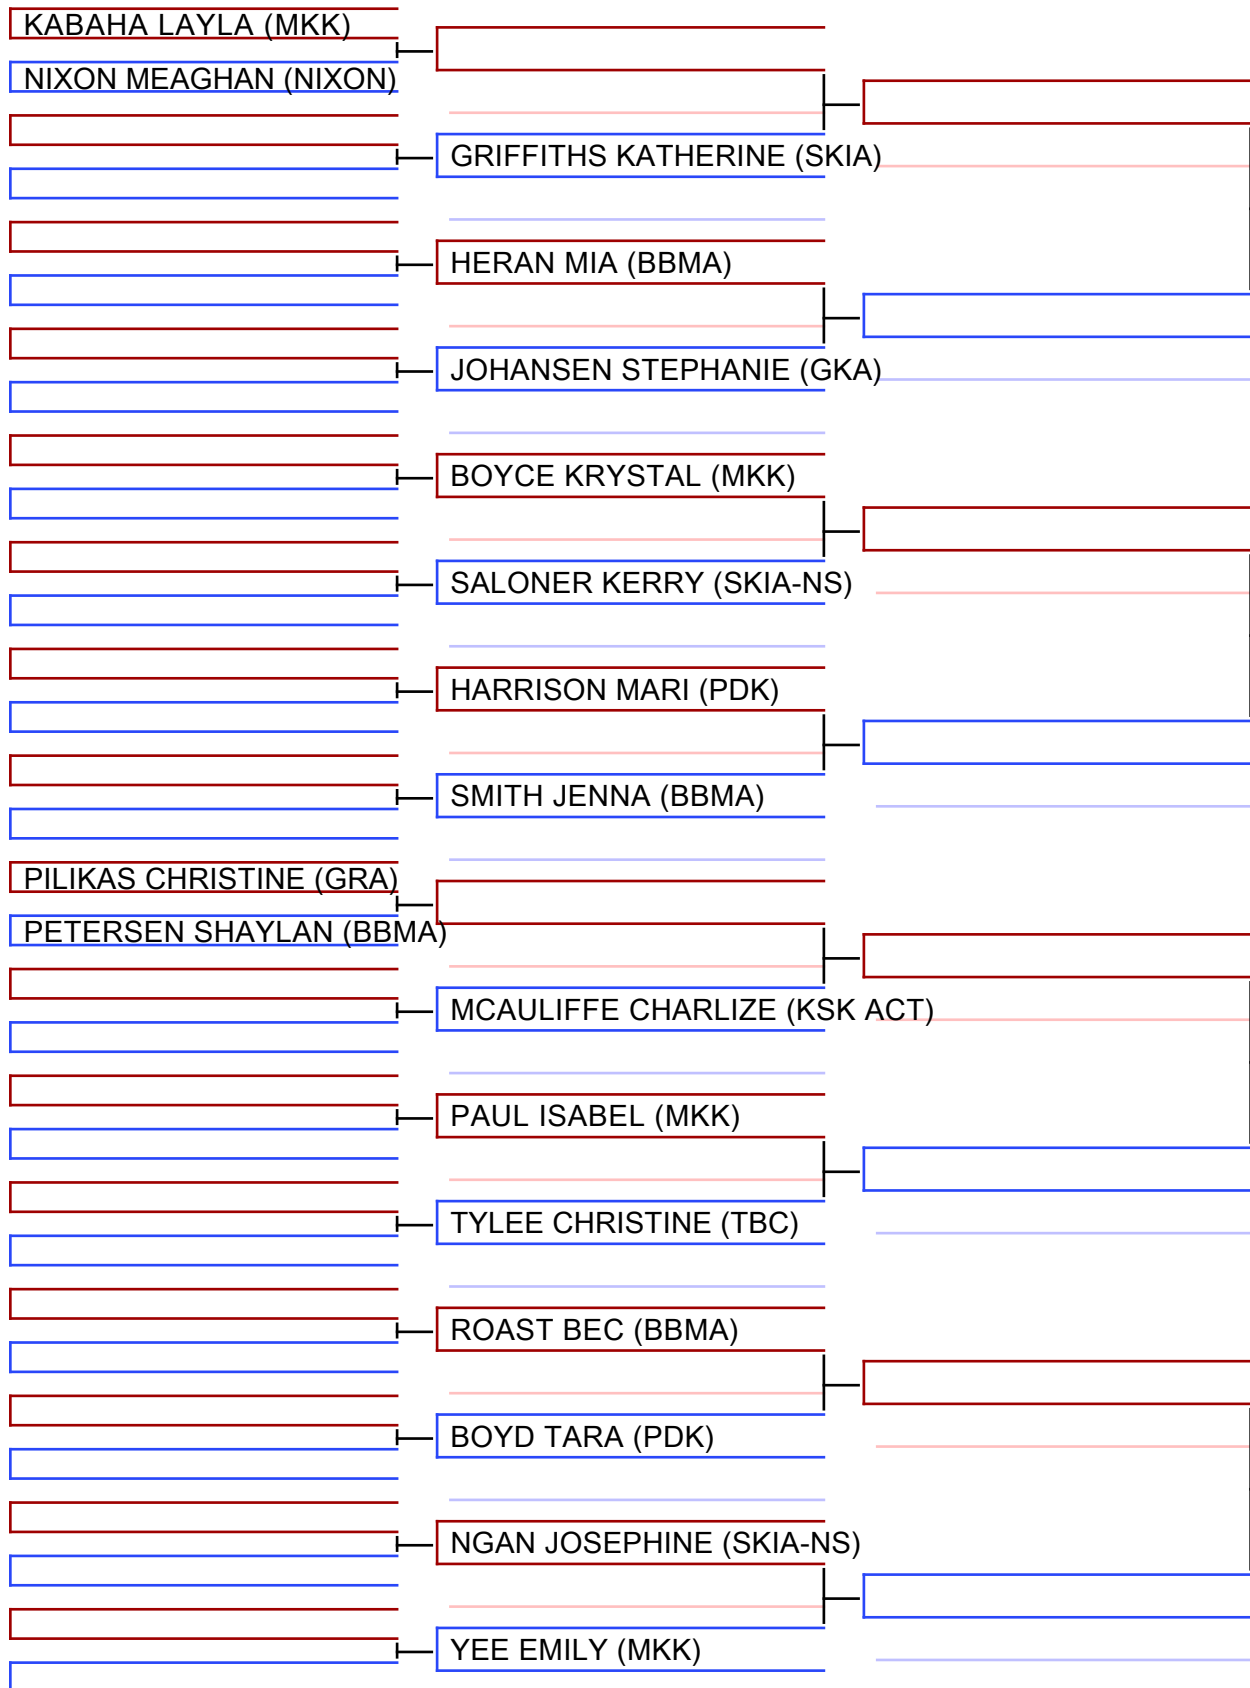 KABAHA LAYLA (MKK)
NIXON MEAGHAN (NIXON)
GRIFFITHS KATHERINE (SKIA)
HERAN MIA (BBMA)
JOHANSEN STEPHANIE (GKA)
BOYCE KRYSTAL (MKK)
SALONER KERRY (SKIA-NS)
HARRISON MARI (PDK)
SMITH JENNA (BBMA)
PILIKAS CHRISTINE (GRA)
PETERSEN SHAYLAN (BBMA)
MCAULIFFE CHARLIZE (KSK ACT)
PAUL ISABEL (MKK)
TYLEE CHRISTINE (TBC)
ROAST BEC (BBMA)
BOYD TARA (PDK)
NGAN JOSEPHINE (SKIA-NS)
YEE EMILY (MKK)